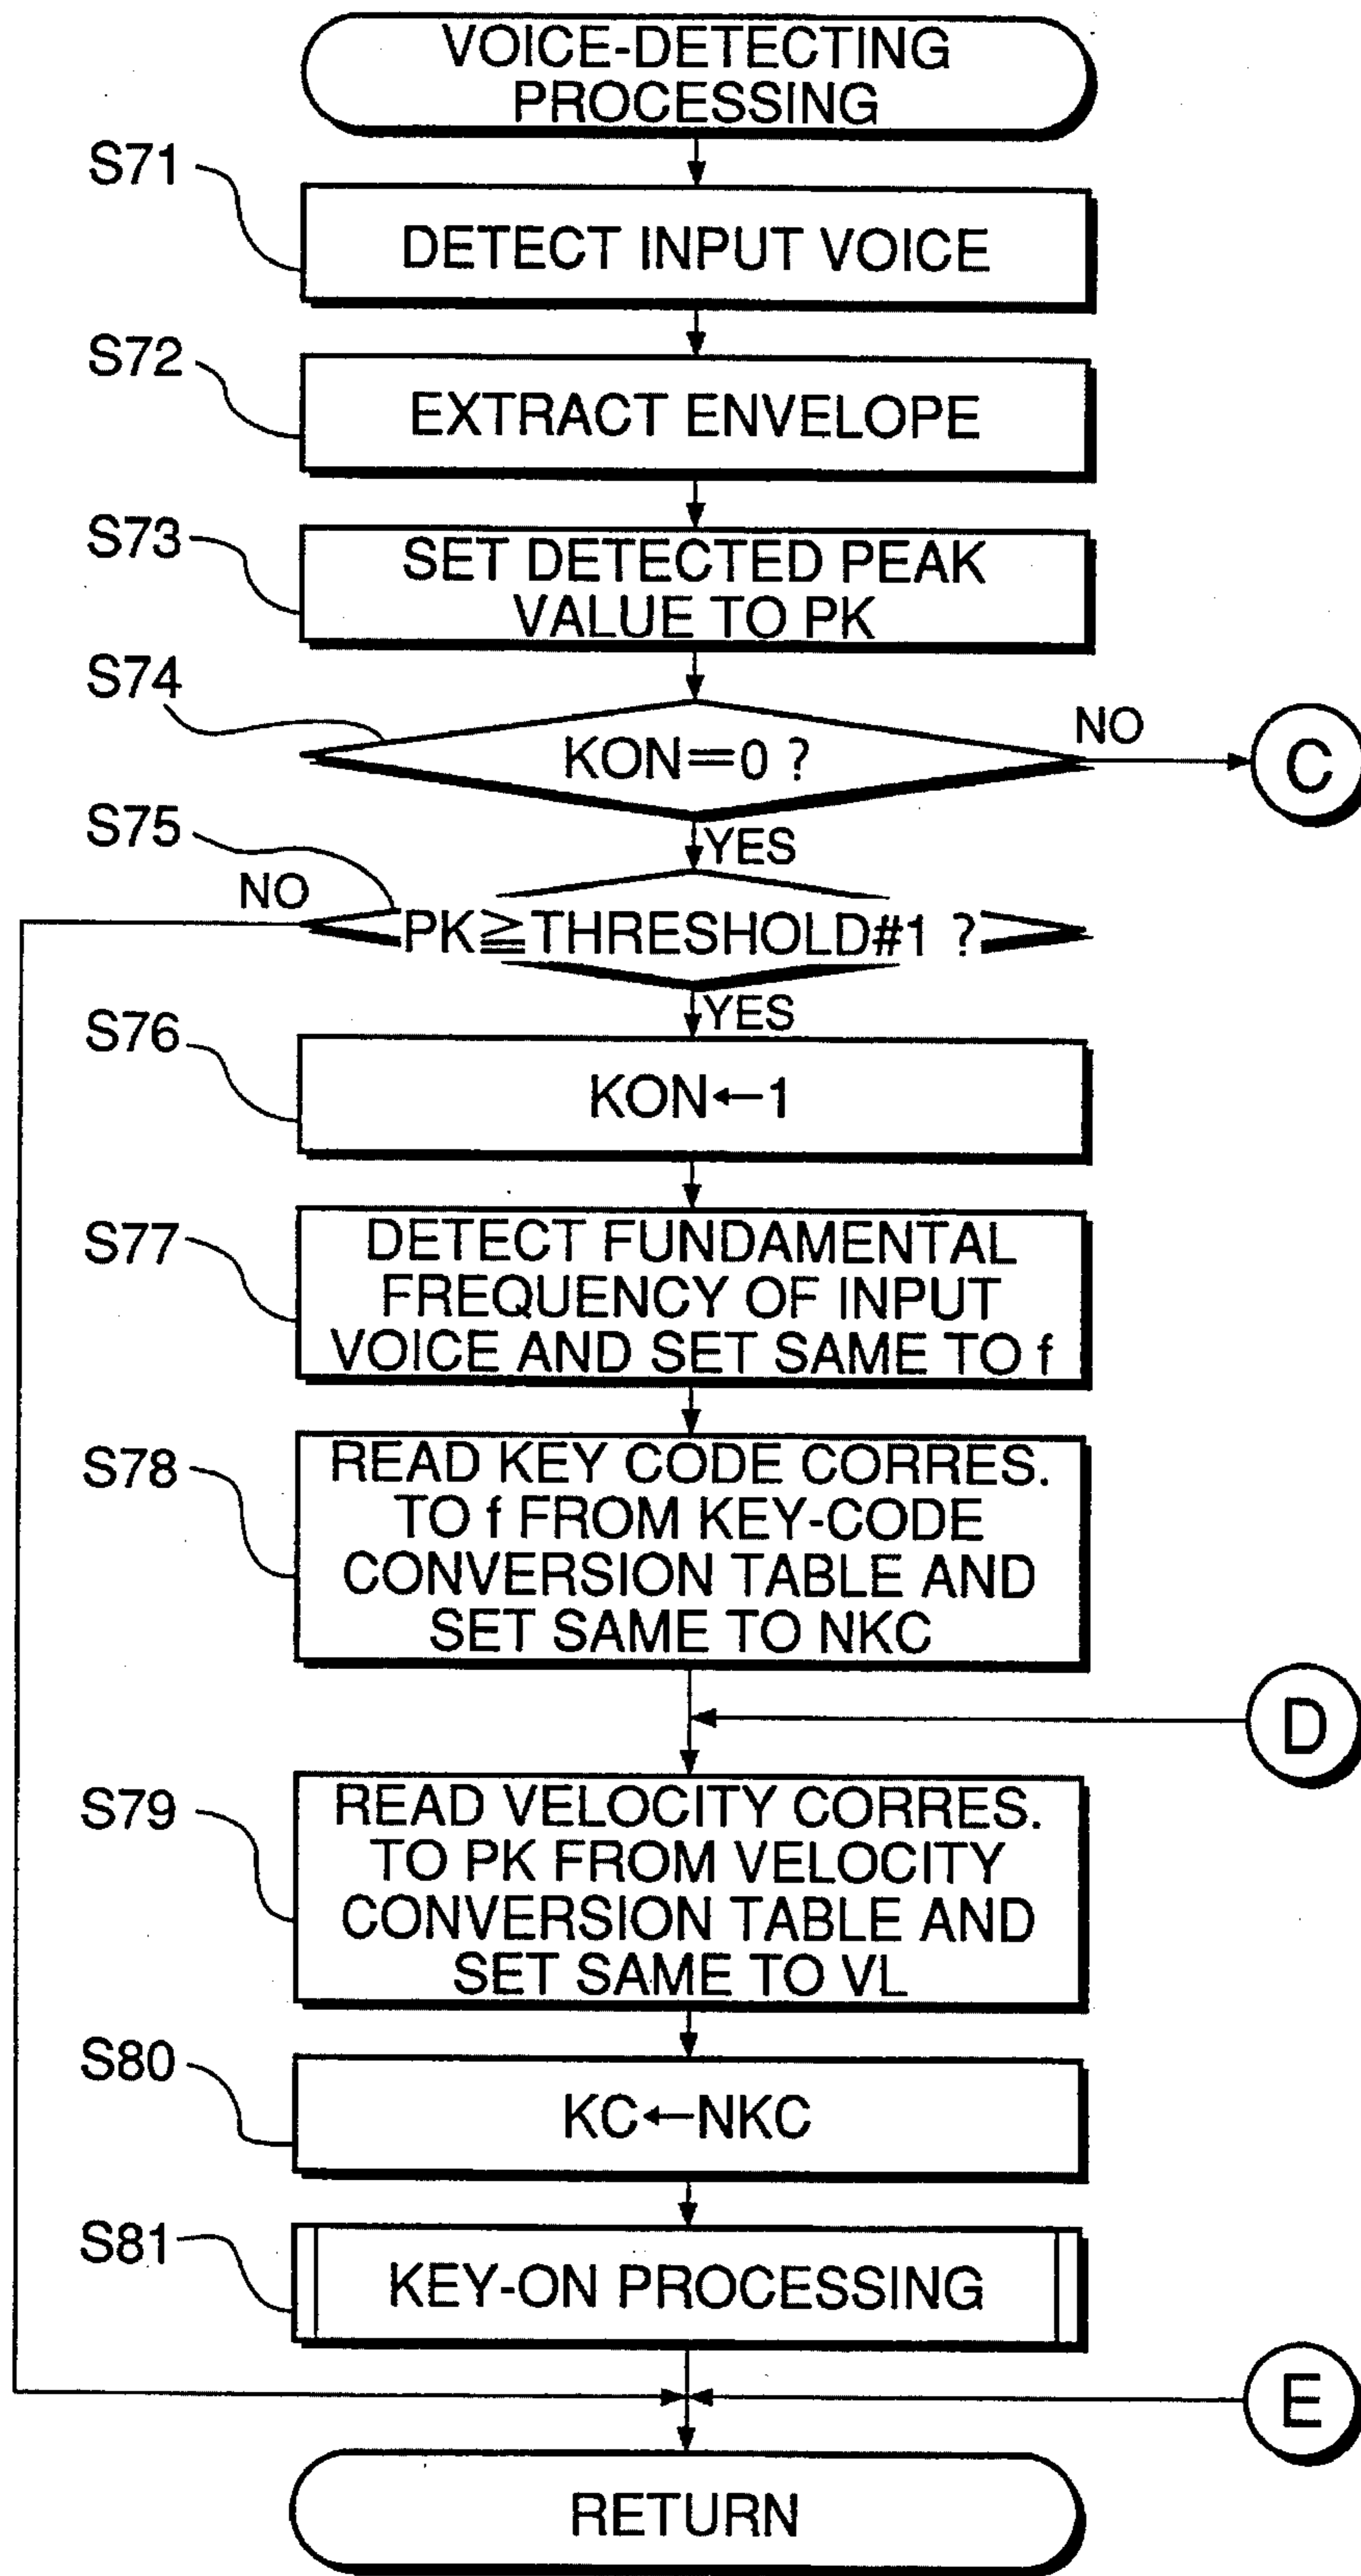 VOICE-DETECTING
PROCESSING
S71
DETECT INPUT VOICE
S72
EXTRACT ENVELOPE
S73
SET DETECTED PEAK
VALUE TO PK
S74
KON=0 ?
NO
C
YES
S75
NO
PK≧THRESHOLD#1 ?
YES
S76
KON←1
S77
DETECT FUNDAMENTAL
FREQUENCY OF INPUT
VOICE AND SET SAME TO f
S78
READ KEY CODE CORRES.
TO f FROM KEY-CODE
CONVERSION TABLE AND
SET SAME TO NKC
D
S79
READ VELOCITY CORRES.
TO PK FROM VELOCITY
CONVERSION TABLE AND
SET SAME TO VL
S80
KC←NKC
S81
KEY-ON PROCESSING
E
RETURN